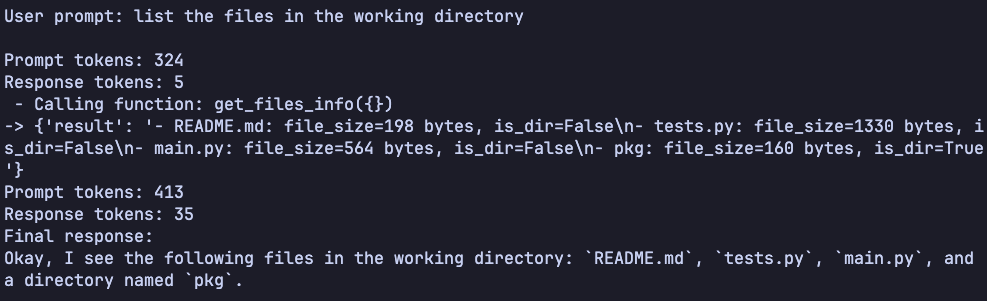 User prompt: list the files in the working directory
Prompt tokens: 324
Response tokens: 5
 - Calling function: get_files_info({})
-> {'result': '- README.md: file_size=198 bytes, is_dir=False\n- tests.py: file_size=1330 bytes, i
s_dir=False\n- main.py: file_size=564 bytes, is_dir=False\n- pkg: file_size=160 bytes, is_dir=True
'}
Prompt tokens: 413
Response tokens: 35
Final response:
Okay, I see the following files in the working directory: `README.md`, `tests.py`, `main.py`, and
a directory named `pkg`.